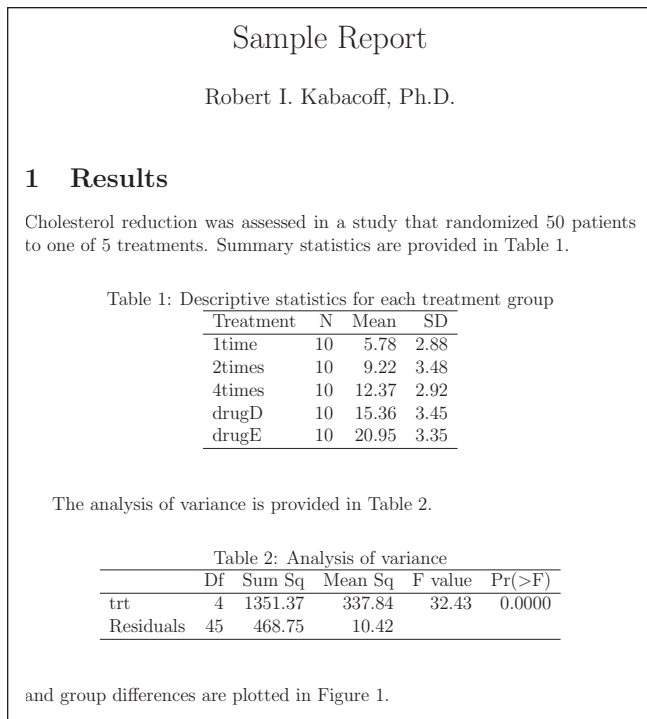 Sample Report
Robert I. Kabacoff, Ph.D.
1 Results
Cholesterol reduction was assessed in a study that randomized 50 patients
to one of 5 treatments. Summary statistics are provided in Table 1.
Table 1: Descriptive statistics for each treatment group
Treatment N Mean SD
1time 10 5.78 2.88
2times 10 9.22 3.48
4times 10 12.37 2.92
drugD 10 15.36 3.45
drugE 10 20.95 3.35
The analysis of variance is provided in Table 2.
Table 2: Analysis of variance
Df Sum Sq Mean Sq F value Pr(>F)
trt 4 1351.37 337.84 32.43 0.0000
Residuals 45 468.75 10.42
and group differences are plotted in Figure 1.